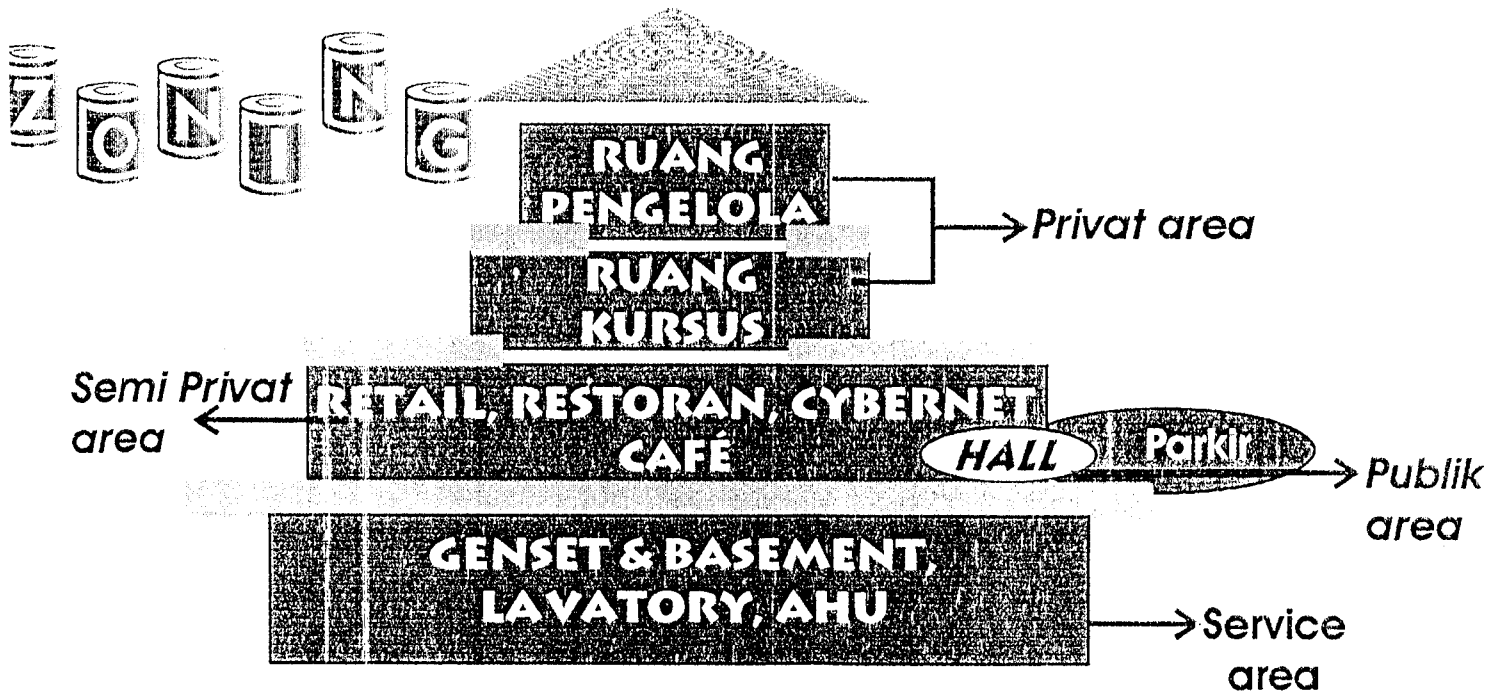 ZONING
RUANG
PENGELOLA
Privat area
RUANG
KURSUS
Semi Privat
area
RETAIL, RESTORAN, CYBERNET
CAFÉ
HALL
Parkir
Publik
area
GENSET & BASEMENT,
LAVATORY, AHU
Service
area